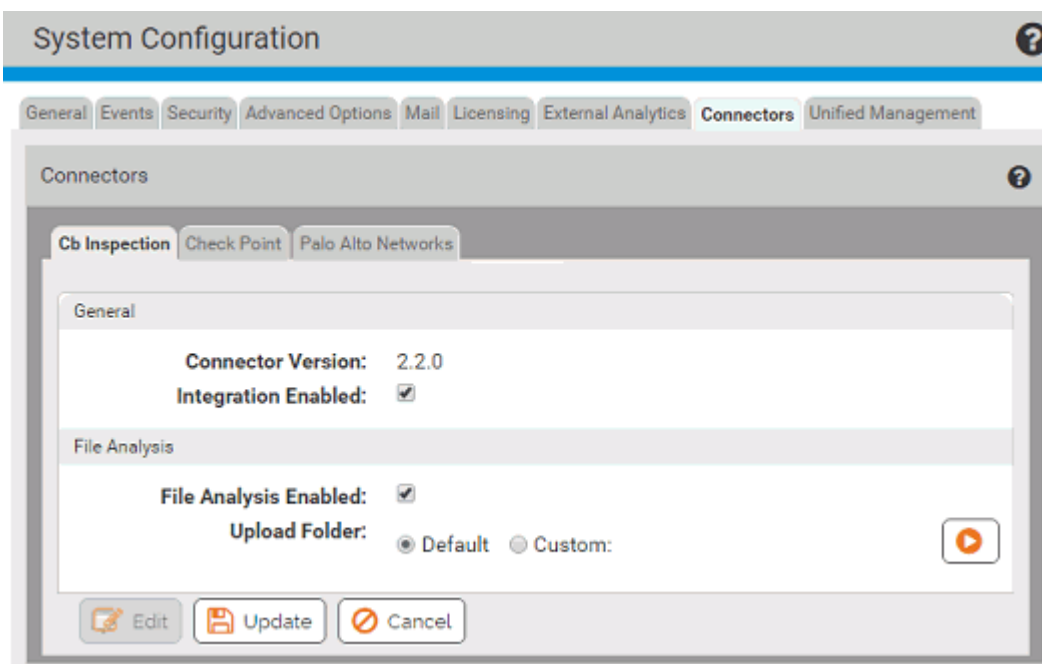 System Configuration
General Events Security Advanced Options Mail Licensing External Analytics Connectors Unified Management
Connectors
Cb Inspection Check Point Palo Alto Networks
General
Connector Version: 2.2.0
Integration Enabled:
File Analysis
File Analysis Enabled:
Upload Folder: Default Custom:
Edit Update Cancel